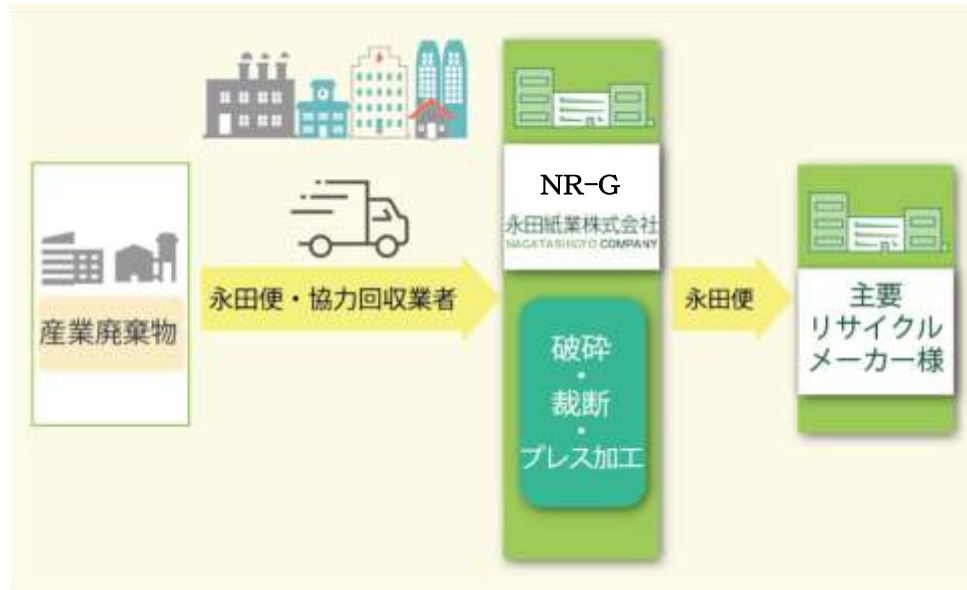 産業廃棄物
永田便・協力回収業者
NR-G
永田紙業株式会社
NAGATASHIGYO COMPANY
破砕
・
裁断
・
プレス加工
永田便
主要
リサイクル
メーカー様